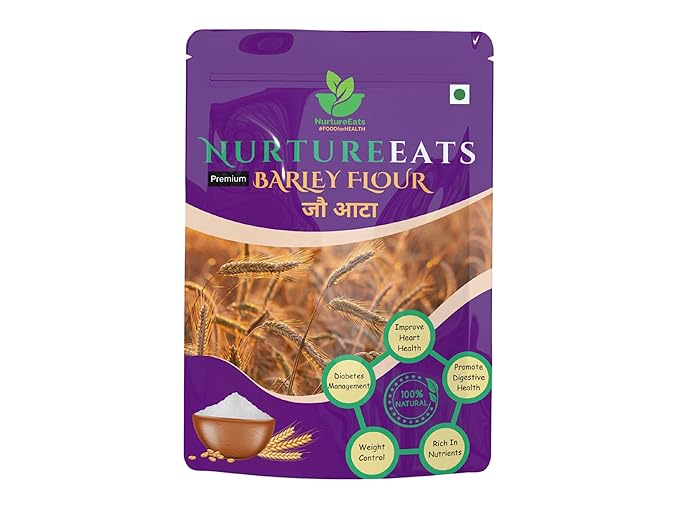 NurtureEats
#FOODforHEALTH
NURTUREEATS
Premium
BARLEY FLOUR
जौ आटा
Improve
Heart
Health
Diabetes
Management
Promote
Digestive
Health
100%
NATURAL
Weight
Control
Rich In
Nutrients